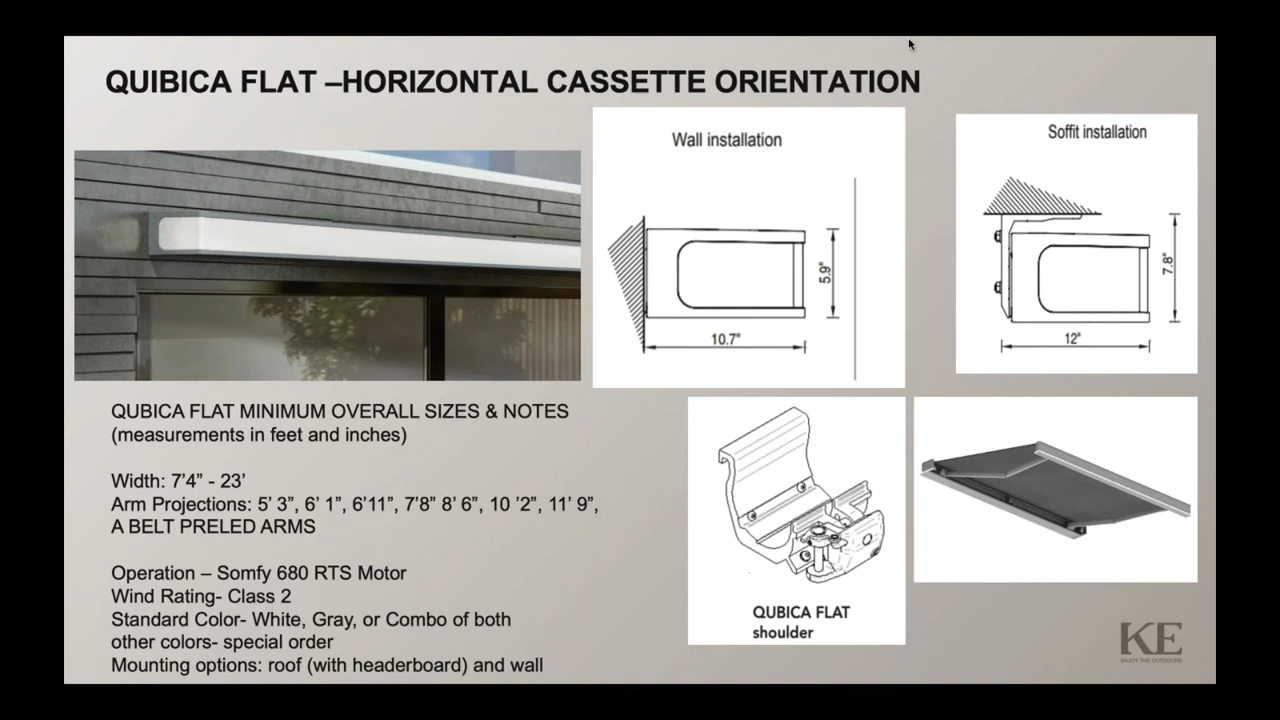 QUIBICA FLAT –HORIZONTAL CASSETTE ORIENTATION
Wall installation
5.9"
10.7"
Soffit installation
7.8"
12"
QUBICA FLAT MINIMUM OVERALL SIZES & NOTES
(measurements in feet and inches)
Width: 7’4” - 23’
Arm Projections: 5’ 3”, 6’ 1”, 6’11”, 7’8” 8’ 6”, 10 ’2”, 11’ 9”,
A BELT PRELED ARMS
Operation – Somfy 680 RTS Motor
Wind Rating- Class 2
Standard Color- White, Gray, or Combo of both
other colors- special order
Mounting options: roof (with headerboard) and wall
QUBICA FLAT
shoulder
KE
ENJOY THE OUTDOORS